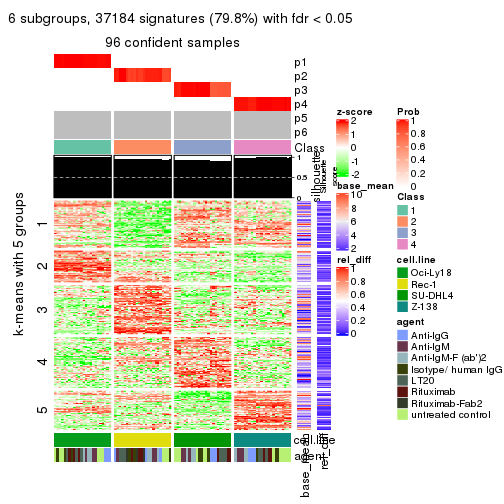 6 subgroups, 37184 signatures (79.8%) with fdr < 0.05
96 confident samples
p1
p2
p3
p4
p5
p6
Class
1
0.5
0
silhouette
Silhouette
score
k-means with 5 groups
1
2
3
4
5
cell.line
agent
base_mean
rel_diff
z-score
2
1
0
-1
-2
base_mean
10
8
6
4
2
rel_diff
1
0.8
0.6
0.4
0.2
0
Prob
1
0.8
0.6
0.4
0.2
0
Class
1
2
3
4
cell.line
Oci-Ly18
Rec-1
SU-DHL4
Z-138
agent
Anti-IgG
Anti-IgM
Anti-IgM-F (ab')2
Isotype/ human IgG
LT20
Rituximab
Rituximab-Fab2
untreated control